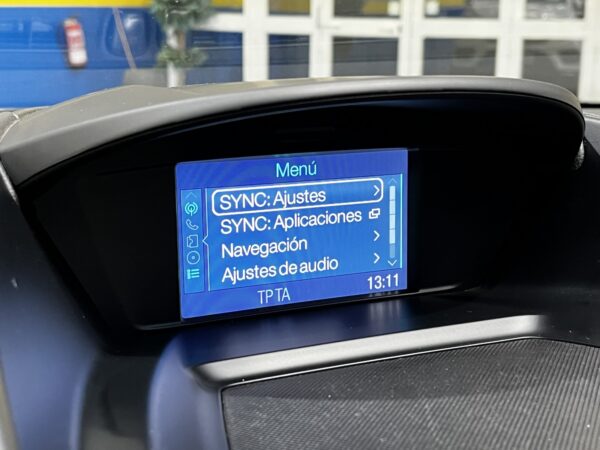 Menú
SYNC: Ajustes
SYNC: Aplicaciones
Navegación
Ajustes de audio
13:11
TP TA